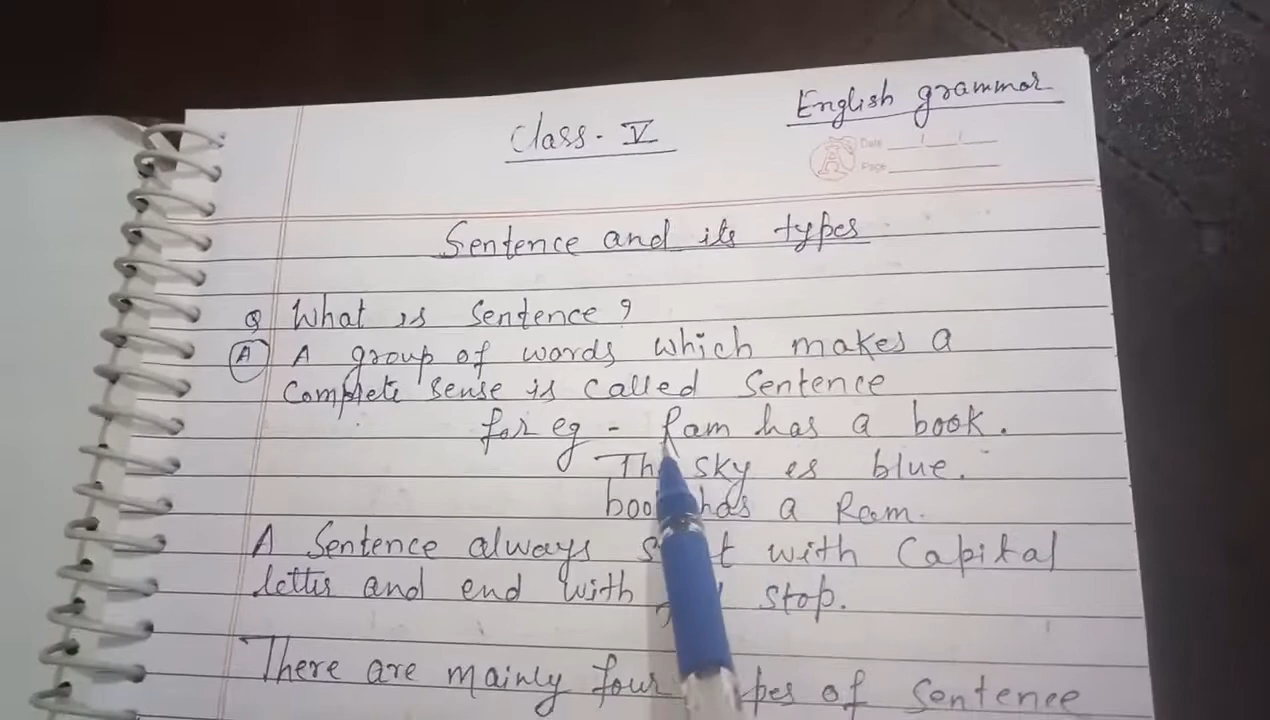 English grammar
Class - V
Date
Page
Sentence and its types
Q What is Sentence?
A A group of words which makes a
Complete sense is called Sentence
for eg - Ram has a book.
The sky is blue.
book has a Ram.
A Sentence always with Capital
letter and end with stop.
There are mainly four types of Sentence